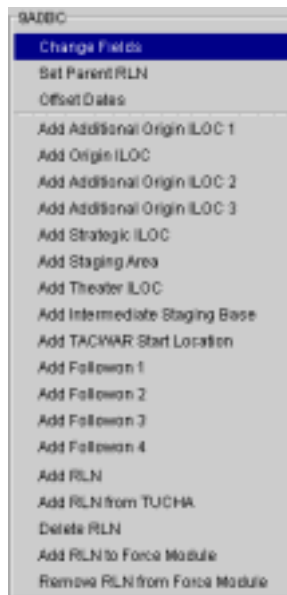 9ADBC
Change Fields
Set Parent RLN
Offset Dates
Add Additional Origin ILOC 1
Add Origin ILOC
Add Additional Origin ILOC 2
Add Additional Origin ILOC 3
Add Strategic ILOC
Add Staging Area
Add Theater ILOC
Add Intermediate Staging Base
Add TACWAR Start Location
Add Followon 1
Add Followon 2
Add Followon 3
Add Followon 4
Add RLN
Add RLN from TUCHA
Delete RLN
Add RLN to Force Module
Remove RLN from Force Module